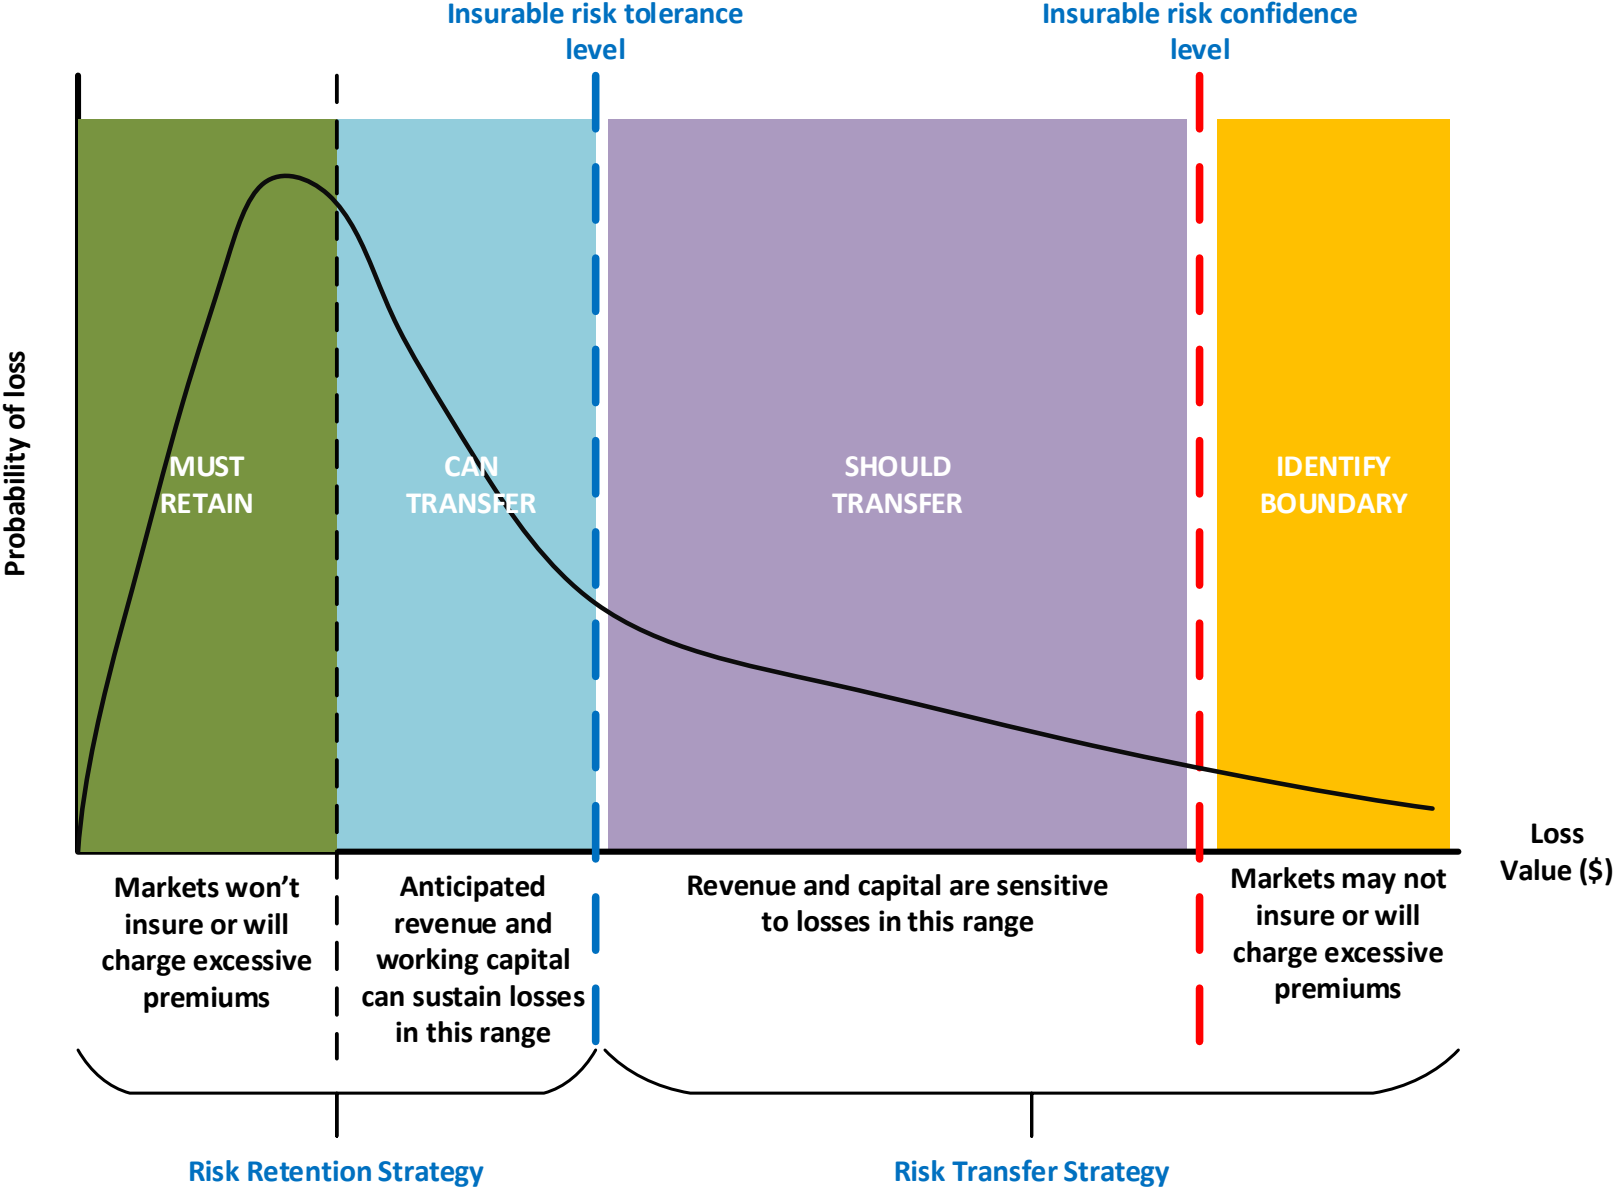 Insurable risk tolerance
level
Insurable risk confidence
level
Probability of loss
MUST
RETAIN
CAN
TRANSFER
SHOULD
TRANSFER
IDENTIFY
BOUNDARY
Loss
Value ($)
Markets won’t
insure or will
charge excessive
premiums
Anticipated
revenue and
working capital
can sustain losses
in this range
Revenue and capital are sensitive
to losses in this range
Markets may not
insure or will
charge excessive
premiums
Risk Retention Strategy
Risk Transfer Strategy